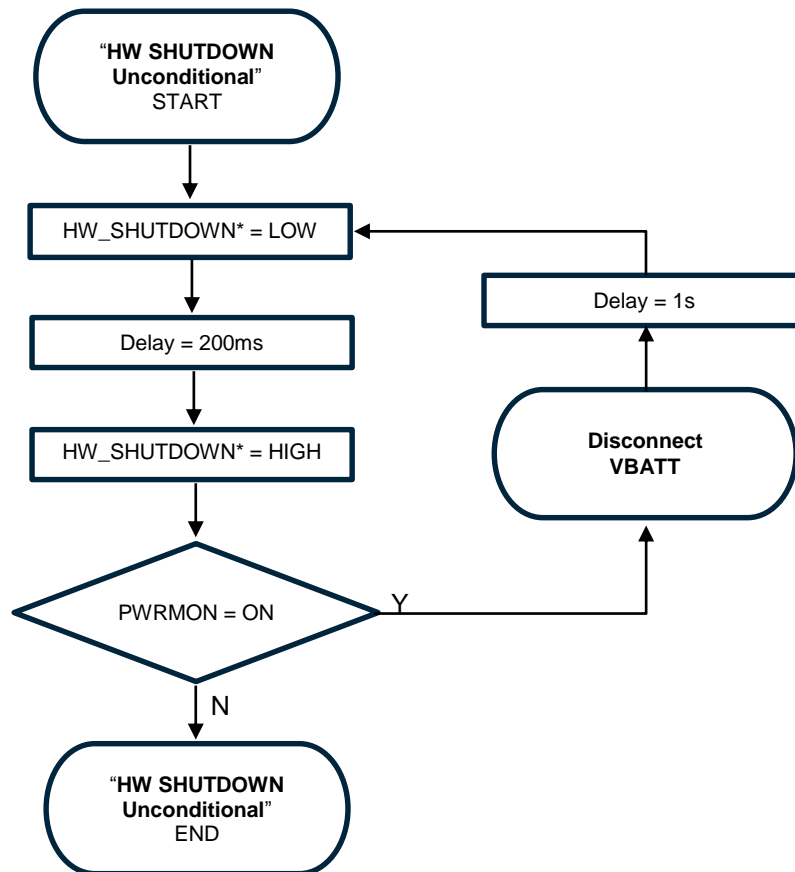 “HW SHUTDOWN
Unconditional”
START
HW_SHUTDOWN* = LOW
Delay = 1s
Delay = 200ms
Disconnect
VBATT
HW_SHUTDOWN* = HIGH
PWRMON = ON
Y
N
“HW SHUTDOWN
Unconditional”
END